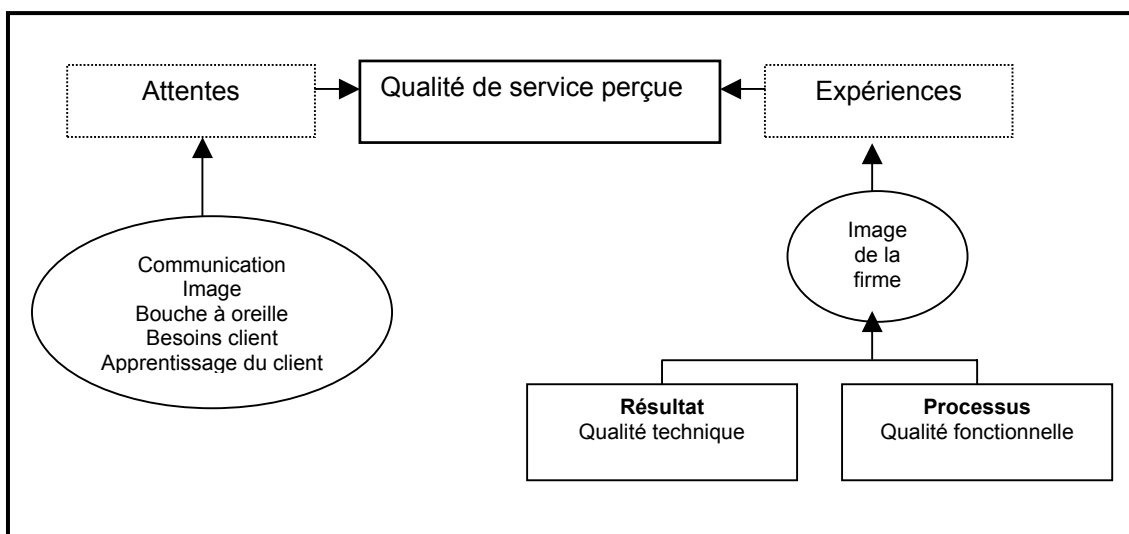 Attentes
Qualité de service perçue
Expériences
Communication
Image
Bouche à oreille
Besoins client
Apprentissage du client
Image
de la
firme
Résultat
Qualité technique
Processus
Qualité fonctionnelle